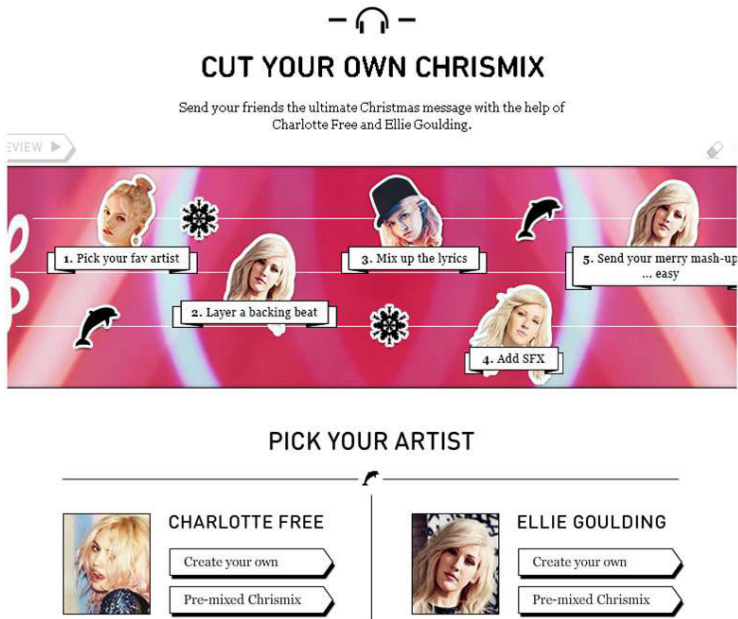 CUT YOUR OWN CHRISMIX
Send your friends the ultimate Christmas message with the help of
Charlotte Free and Ellie Goulding.
EVIEW
1. Pick your fav artist
2. Layer a backing beat
3. Mix up the lyrics
4. Add SFX
5. Send your merry mash-up
... easy
PICK YOUR ARTIST
CHARLOTTE FREE
Create your own
Pre-mixed Chrismix
ELLIE GOULDING
Create your own
Pre-mixed Chrismix